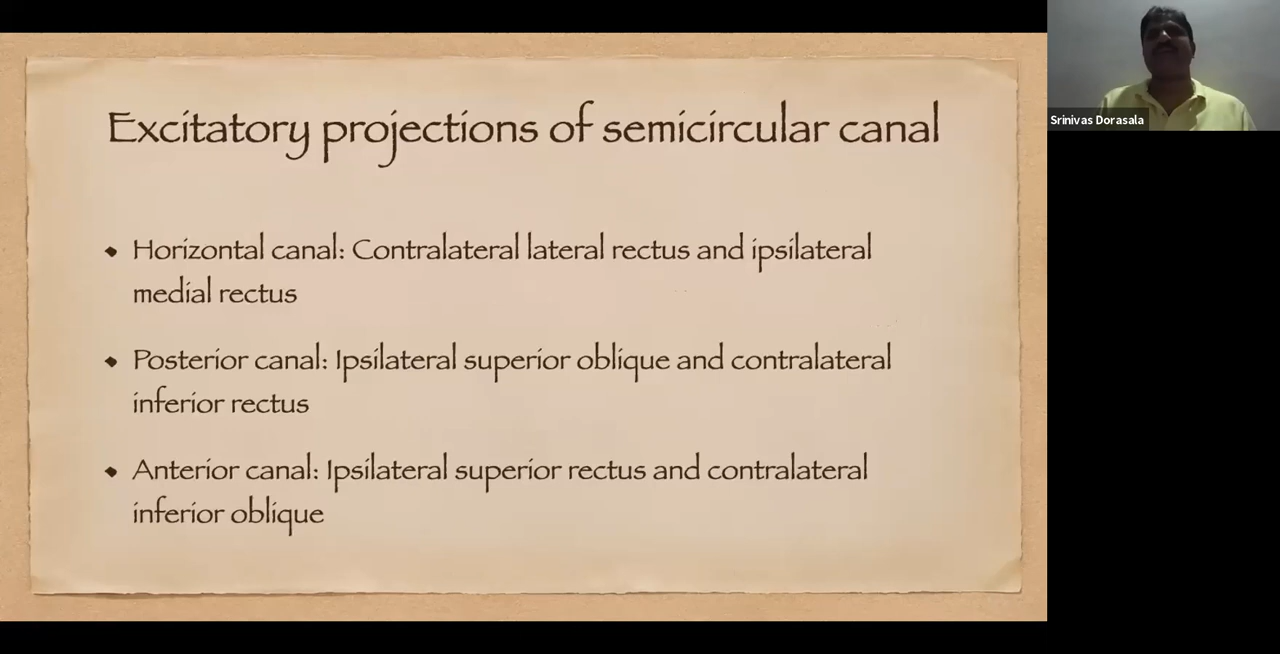 Excitatory projections of semicircular canal
Horizontal canal: Contralateral lateral rectus and ipsilateral
medial rectus
Posterior canal: Ipsilateral superior oblique and contralateral
inferior rectus
Anterior canal: Ipsilateral superior rectus and contralateral
inferior oblique
Srinivas Dorasala